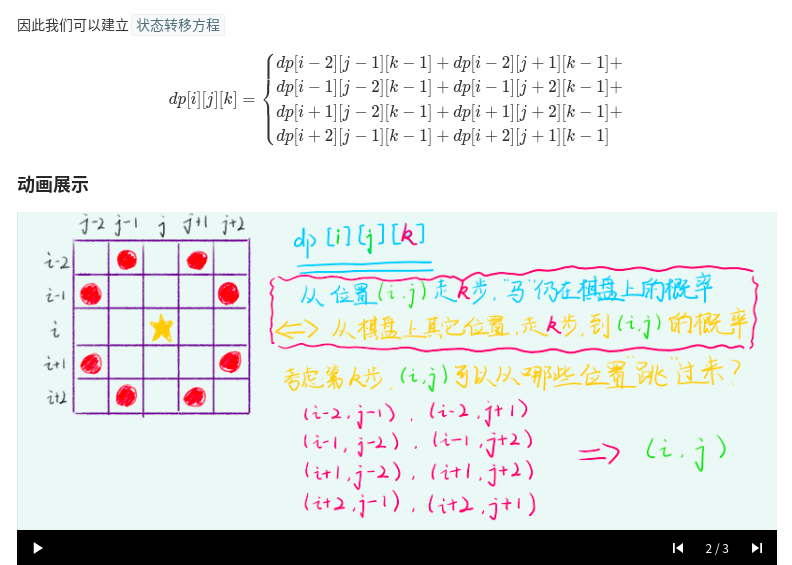 因此我们可以建立 状态转移方程
dp[i][j][k] =
dp[i − 2][j − 1][k − 1] + dp[i − 2][j + 1][k − 1]+
dp[i − 1][j − 2][k − 1] + dp[i − 1][j + 2][k − 1]+
dp[i + 1][j − 2][k − 1] + dp[i + 1][j + 2][k − 1]+
dp[i + 2][j − 1][k − 1] + dp[i + 2][j + 1][k − 1]
动画展示
j-2 j-1 j j+1 j+2
i-2
i-1
i
i+1
i+2
dp[i][j][k]
从位置(i,j)走k步,"马"仍在棋盘上的概率
<=> 从棋盘上其它位置,走k步,到(i,j)的概率
考虑第k步,(i,j)可以从哪些位置"跳"过来?
(i-2,j-1), (i-2,j+1)
(i-1,j-2), (i-1,j+2)
(i+1,j-2), (i+1,j+2)
(i+2,j-1), (i+2,j+1)
=> (i,j)
2 / 3